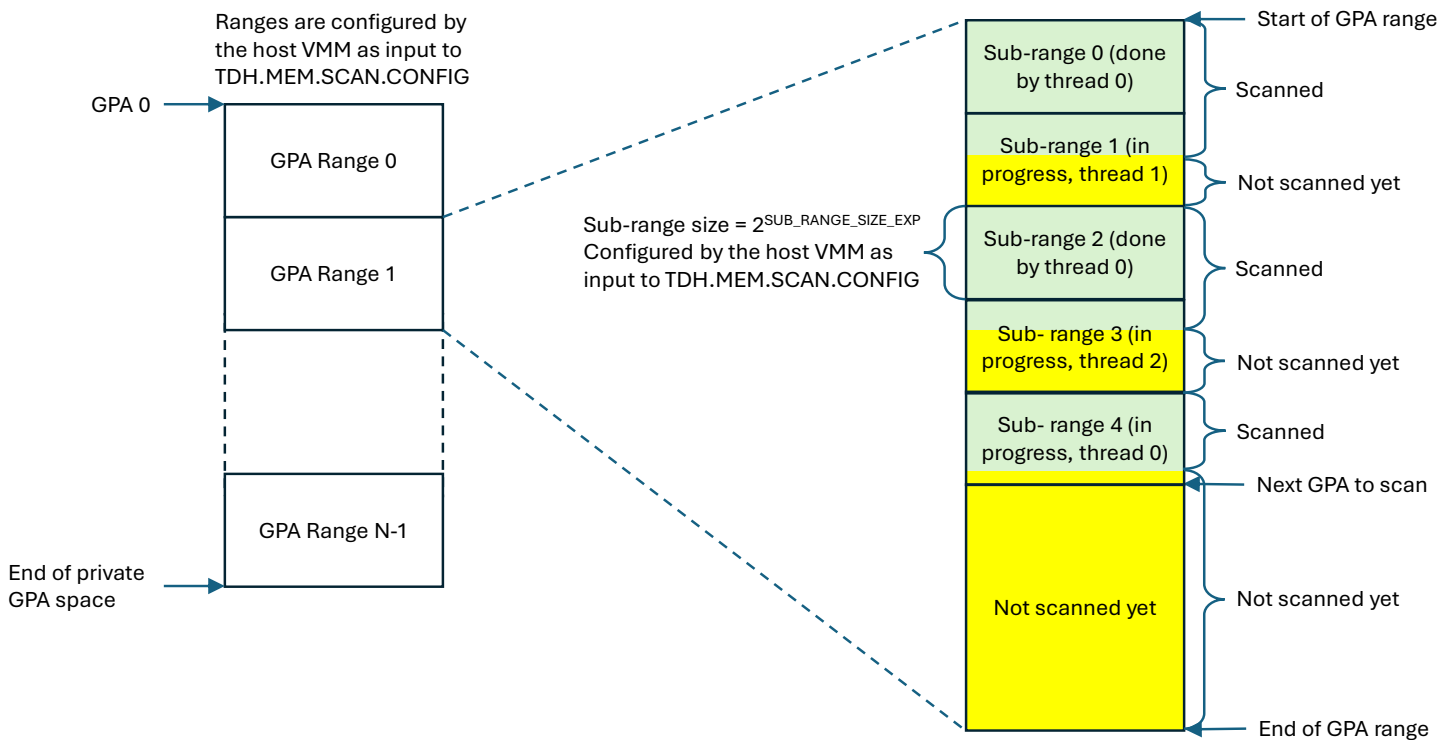 Ranges are configured by
the host VMM as input to
TDH.MEM.SCAN.CONFIG
GPA 0
GPA Range 0
GPA Range 1
GPA Range N-1
End of private
GPA space
Sub-range size = 2^SUB_RANGE_SIZE_EXP
Configured by the host VMM as
input to TDH.MEM.SCAN.CONFIG
Sub-range 0 (done
by thread 0)
Sub-range 1 (in
progress, thread 1)
Sub-range 2 (done
by thread 0)
Sub- range 3 (in
progress, thread 2)
Sub- range 4 (in
progress, thread 0)
Not scanned yet
Start of GPA range
Scanned
Not scanned yet
Scanned
Not scanned yet
Scanned
Next GPA to scan
Not scanned yet
End of GPA range